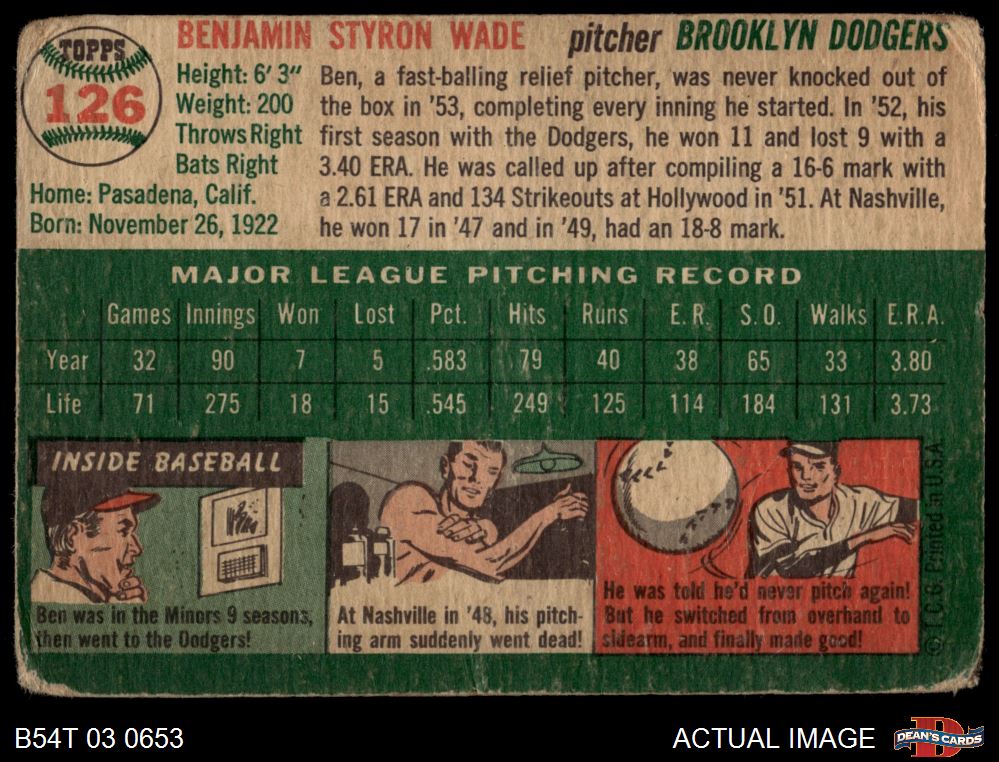 TOPPS
126
BENJAMIN STYRON WADE pitcher BROOKLYN DODGERS
Height: 6' 3"
Weight: 200
Throws Right
Bats Right
Home: Pasadena, Calif.
Born: November 26, 1922
Ben, a fast-balling relief pitcher, was never knocked out of
the box in '53, completing every inning he started. In '52, his
first season with the Dodgers, he won 11 and lost 9 with a
3.40 ERA. He was called up after compiling a 16-6 mark with
a 2.61 ERA and 134 Strikeouts at Hollywood in '51. At Nashville,
he won 17 in '47 and in '49, had an 18-8 mark.
MAJOR LEAGUE PITCHING RECORD
Games Innings Won Lost Pct. Hits Runs E. R. S. O. Walks E.R.A.
Year 32 90 7 5 .583 79 40 38 65 33 3.80
Life 71 275 18 15 .545 249 125 114 184 131 3.73
INSIDE BASEBALL
Ben was in the Minors 9 seasons,
then went to the Dodgers!
At Nashville in '48, his pitch-
ing arm suddenly went dead!
He was told he'd never pitch again!
But he switched from overhand to
sidearm, and finally made good!
© T.C.G. Printed in U.S.A.
B54T 03 0653
ACTUAL IMAGE
DEAN'S CARDS